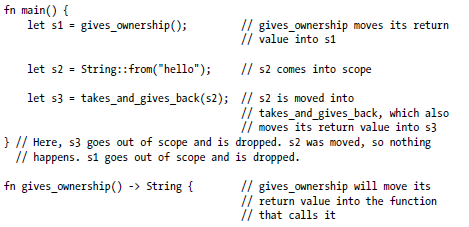 fn main() {
    let s1 = gives_ownership();         // gives_ownership moves its return
                                        // value into s1
    let s2 = String::from("hello");     // s2 comes into scope
    let s3 = takes_and_gives_back(s2);  // s2 is moved into
                                        // takes_and_gives_back, which also
                                        // moves its return value into s3
} // Here, s3 goes out of scope and is dropped. s2 was moved, so nothing
  // happens. s1 goes out of scope and is dropped.
fn gives_ownership() -> String {        // gives_ownership will move its
                                        // return value into the function
                                        // that calls it